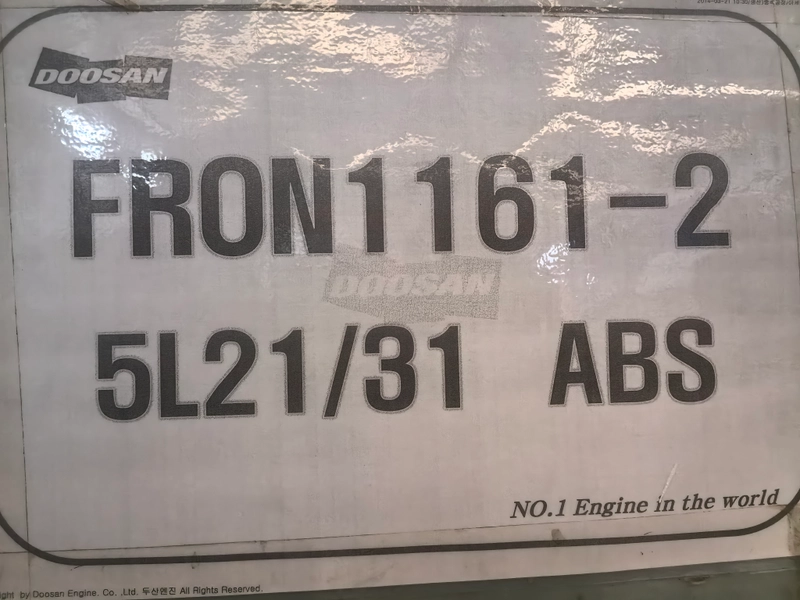 DOOSAN
FRON1161-2
DOOSAN
5L21/31 ABS
NO.1 Engine in the world
by Doosan Engine. Co. ,Ltd. 두산엔진 All Rights Reserved.